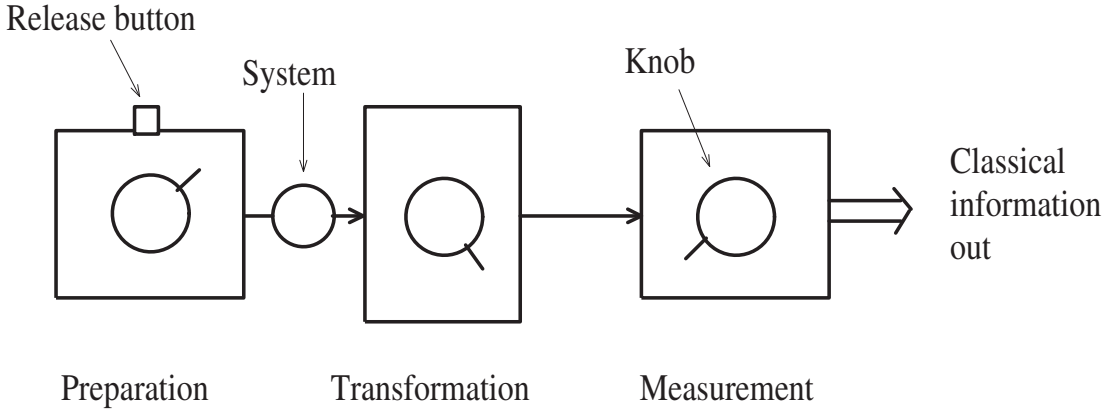 Release button
System
Knob
Classical
information
out
Preparation
Transformation
Measurement